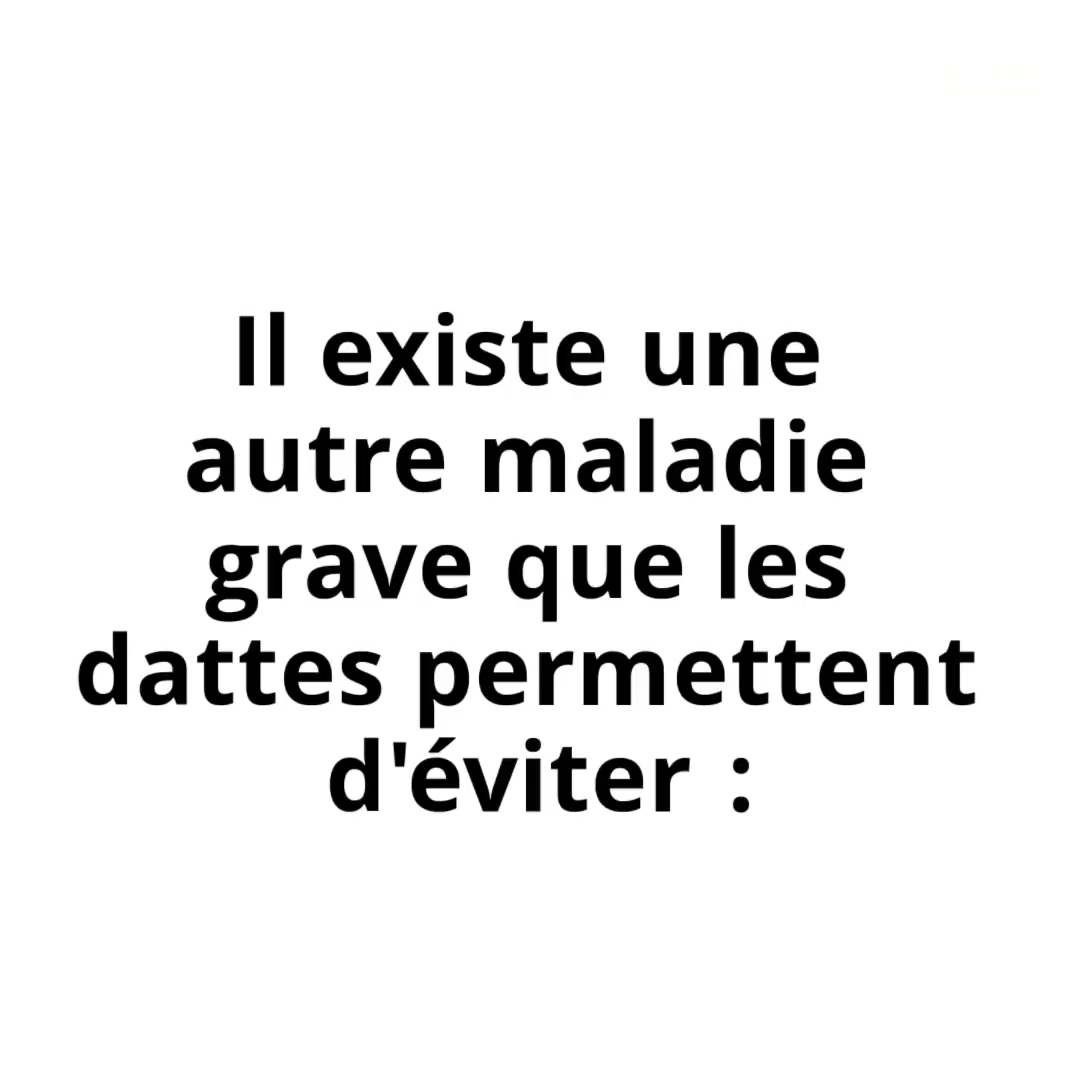 Il existe une
autre maladie
grave que les
dattes permettent
d'éviter :